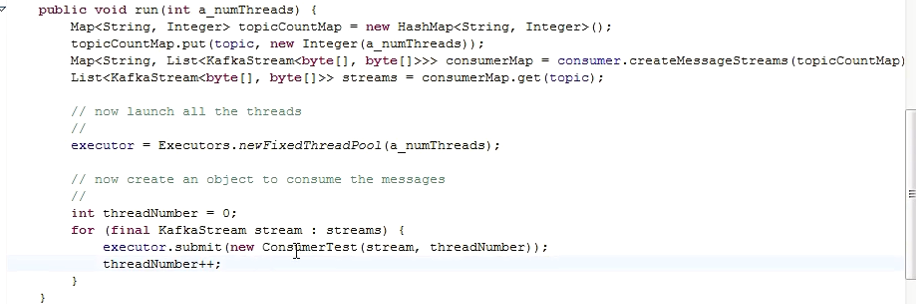 public void run(int a_numThreads) {
Map<String, Integer> topicCountMap = new HashMap<String, Integer>();
topicCountMap.put(topic, new Integer(a_numThreads));
Map<String, List<KafkaStream<byte[], byte[]>>> consumerMap = consumer.createMessageStreams(topicCountMap)
List<KafkaStream<byte[], byte[]>> streams = consumerMap.get(topic);
// now launch all the threads
//
executor = Executors.newFixedThreadPool(a_numThreads);
// now create an object to consume the messages
//
int threadNumber = 0;
for (final KafkaStream stream : streams) {
executor.submit(new ConsumerTest(stream, threadNumber));
threadNumber++;
}
}